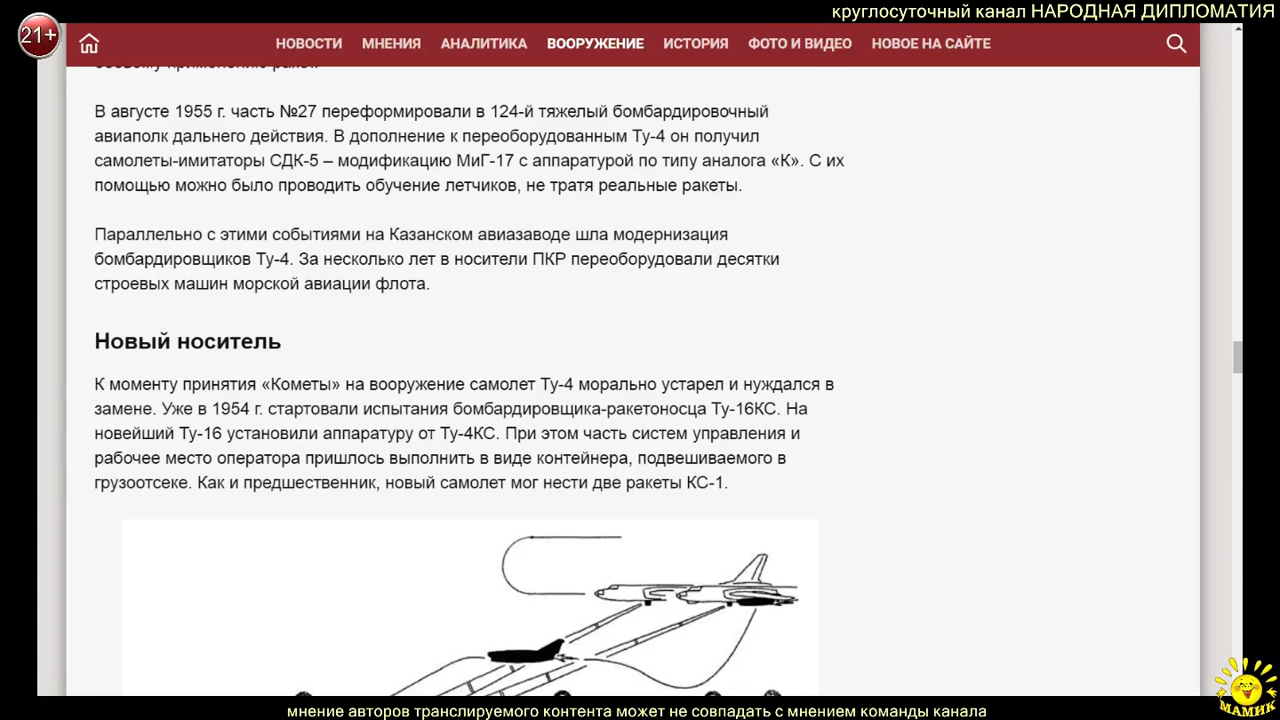 круглосуточный канал НАРОДНАЯ ДИПЛОМАТИЯ
21+
НОВОСТИ МНЕНИЯ АНАЛИТИКА ВООРУЖЕНИЕ ИСТОРИЯ ФОТО И ВИДЕО НОВОЕ НА САЙТЕ
В августе 1955 г. часть №27 переформировали в 124-й тяжелый бомбардировочный
авиаполк дальнего действия. В дополнение к переоборудованным Ту-4 он получил
самолеты-имитаторы СДК-5 – модификацию МиГ-17 с аппаратурой по типу аналога «К». С их
помощью можно было проводить обучение летчиков, не тратя реальные ракеты.
Параллельно с этими событиями на Казанском авиазаводе шла модернизация
бомбардировщиков Ту-4. За несколько лет в носители ПКР переоборудовали десятки
строевых машин морской авиации флота.
Новый носитель
К моменту принятия «Кометы» на вооружение самолет Ту-4 морально устарел и нуждался в
замене. Уже в 1954 г. стартовали испытания бомбардировщика-ракетоносца Ту-16КС. На
новейший Ту-16 установили аппаратуру от Ту-4КС. При этом часть систем управления и
рабочее место оператора пришлось выполнить в виде контейнера, подвешиваемого в
грузоотсеке. Как и предшественник, новый самолет мог нести две ракеты КС-1.
МАМИК
мнение авторов транслируемого контента может не совпадать с мнением команды канала